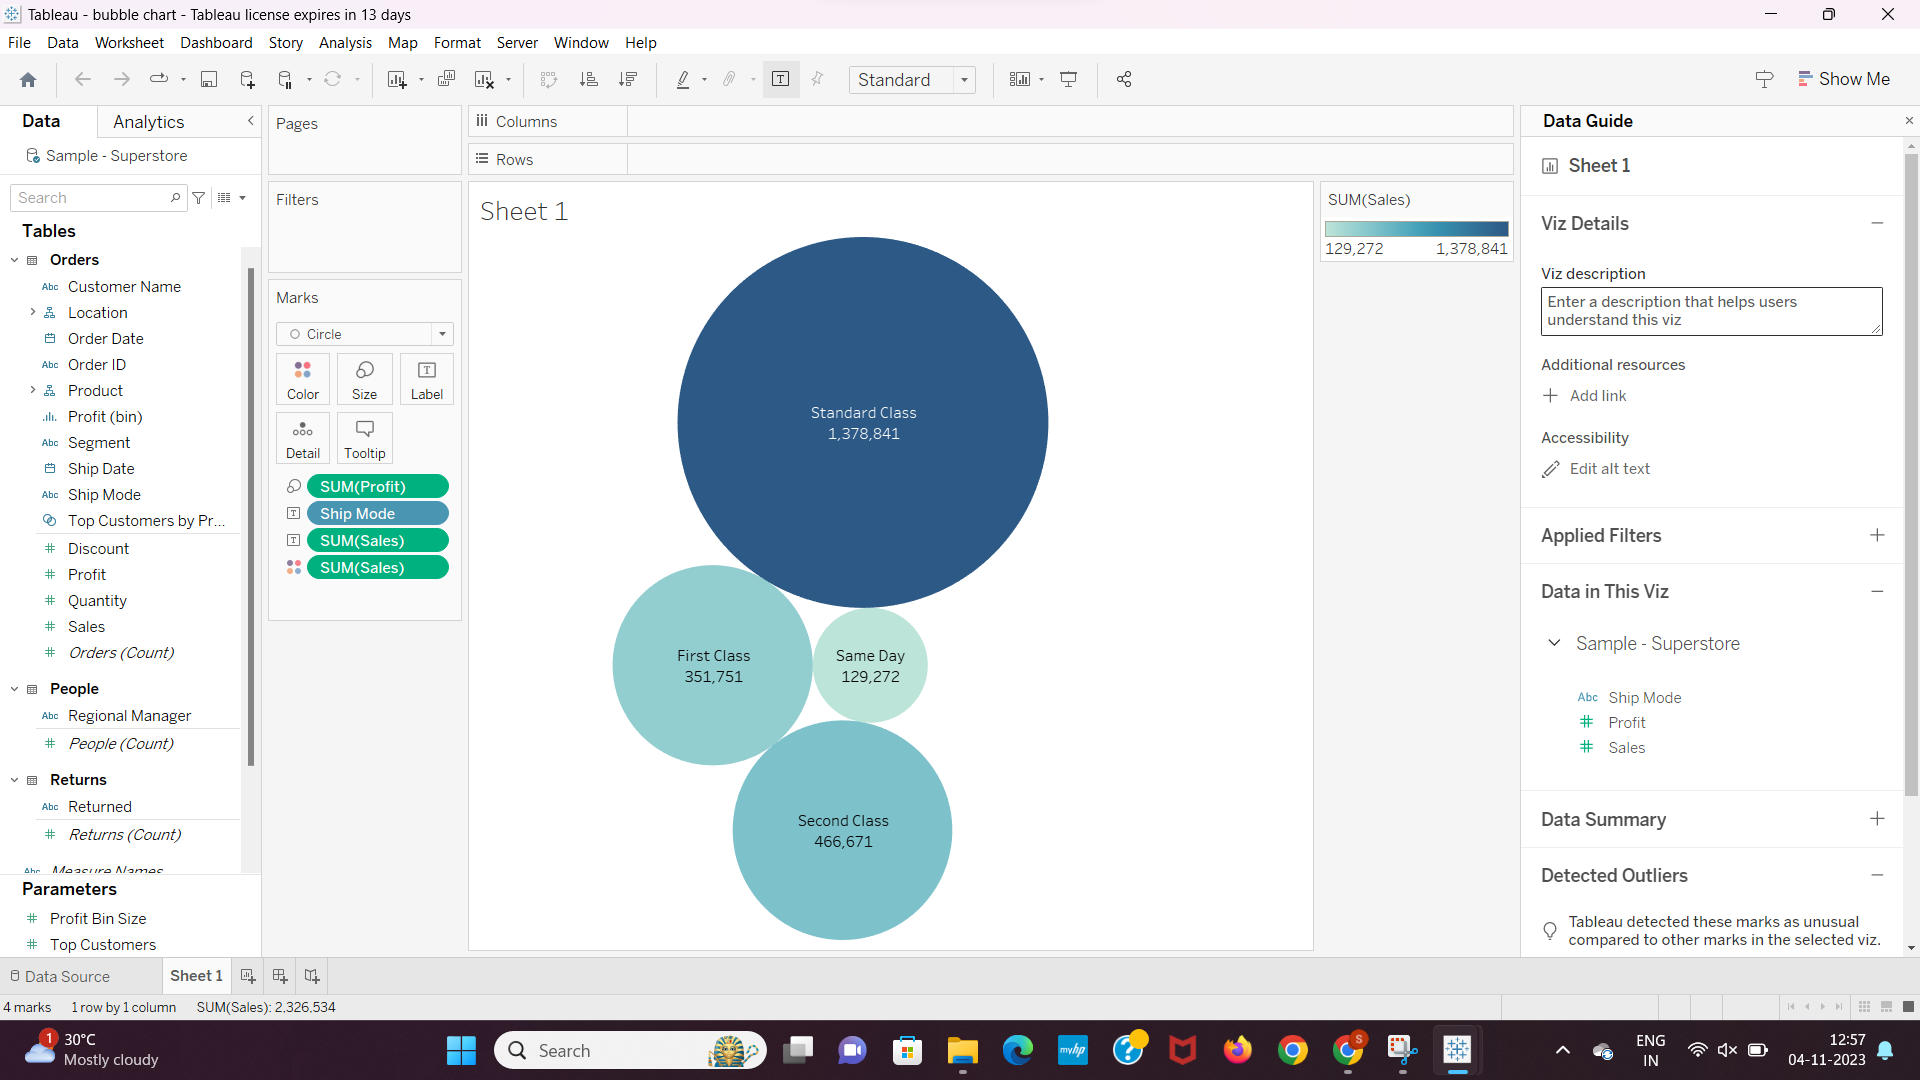 Tableau - bubble chart - Tableau license expires in 13 days
File Data Worksheet Dashboard Story Analysis Map Format Server Window Help
Standard
Show Me
Data Analytics
Sample - Superstore
Search
Tables
Orders
Abc Customer Name
Location
Order Date
Abc Order ID
Product
Profit (bin)
Abc Segment
Ship Date
Abc Ship Mode
Top Customers by Pr...
# Discount
# Profit
# Quantity
# Sales
# Orders (Count)
People
Abc Regional Manager
# People (Count)
Returns
Abc Returned
# Returns (Count)
Abc Measure Names
Parameters
# Profit Bin Size
# Top Customers
Pages
Filters
Marks
Circle
Color Size T Label
Detail Tooltip
SUM(Profit)
T Ship Mode
T SUM(Sales)
SUM(Sales)
Columns
Rows
Sheet 1
Standard Class
1,378,841
First Class
351,751
Same Day
129,272
Second Class
466,671
SUM(Sales)
129,272 1,378,841
Data Guide
Sheet 1
Viz Details
Viz description
Enter a description that helps users
understand this viz
Additional resources
Add link
Accessibility
Edit alt text
Applied Filters
Data in This Viz
Sample - Superstore
Abc Ship Mode
# Profit
# Sales
Data Summary
Detected Outliers
Tableau detected these marks as unusual
compared to other marks in the selected viz.
Data Source Sheet 1
4 marks 1 row by 1 column SUM(Sales): 2,326,534
1
30°C
Mostly cloudy
Search
myhp
?
S
ENG
IN
12:57
04-11-2023